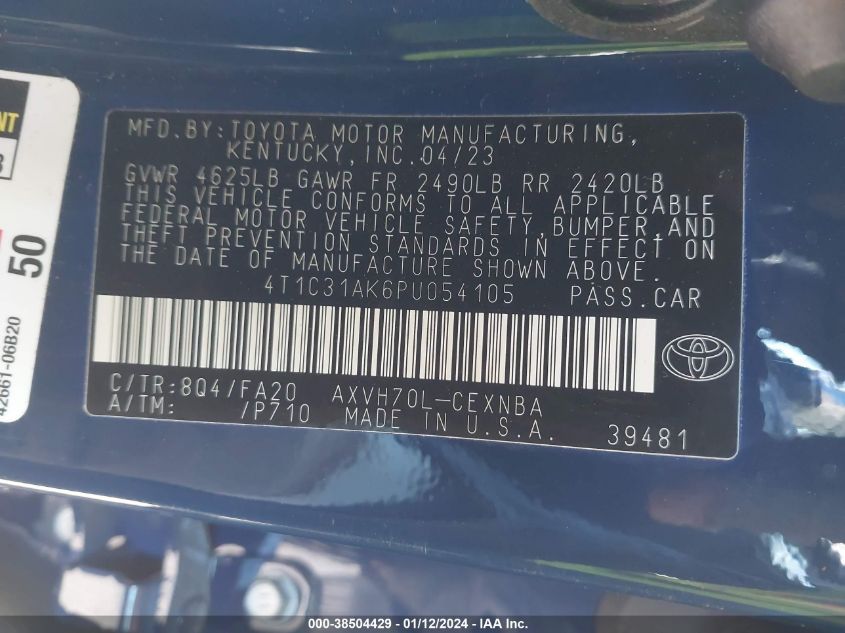 NT
3
50
42661-06B20
MFD.BY:TOYOTA MOTOR MANUFACTURING,
KENTUCKY,INC.04/23
GVWR 4625LB GAWR FR 2490LB RR 2420LB
THIS VEHICLE CONFORMS TO ALL APPLICABLE
FEDERAL MOTOR VEHICLE SAFETY,BUMPER,AND
THEFT PREVENTION STANDARDS IN EFFECT ON
THE DATE OF MANUFACTURE SHOWN ABOVE.
4T1C31AK6PU054105 PASS.CAR
C/TR:8Q4/FA20 AXVH70L-CEXNBA
A/TM: /P710 MADE IN U.S.A.
39481
000-38504429 - 01/12/2024 - IAA Inc.